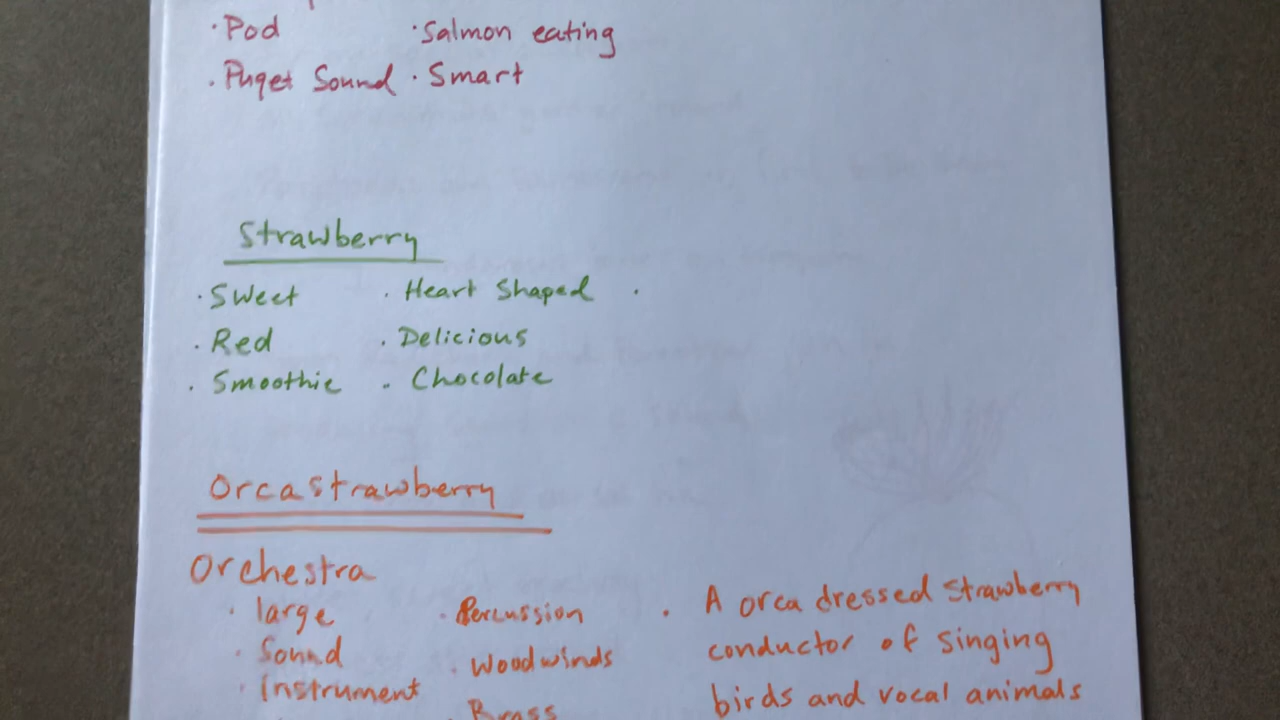 · Pod · Salmon eating
· Puget Sound · Smart
Strawberry
· Sweet · Heart Shaped ·
· Red · Delicious
· Smoothie · Chocolate
Orcastrawberry
Orchestra
· large · Percussion · A orca dressed strawberry
· Sound · Woodwinds conductor of singing
· Instrument · Brass birds and vocal animals